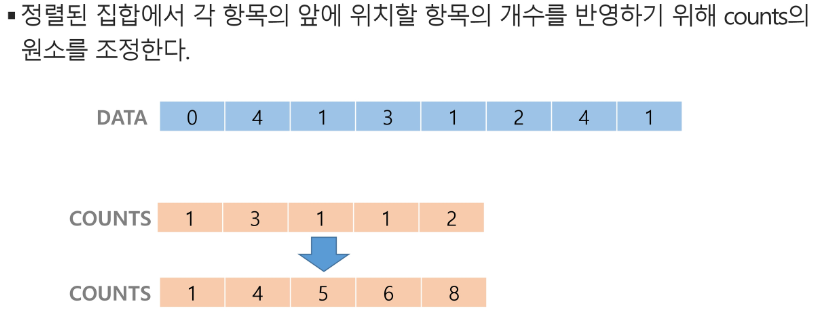 ▪ 정렬된 집합에서 각 항목의 앞에 위치할 항목의 개수를 반영하기 위해 counts의
원소를 조정한다.
DATA 0 4 1 3 1 2 4 1
COUNTS 1 3 1 1 2
COUNTS 1 4 5 6 8